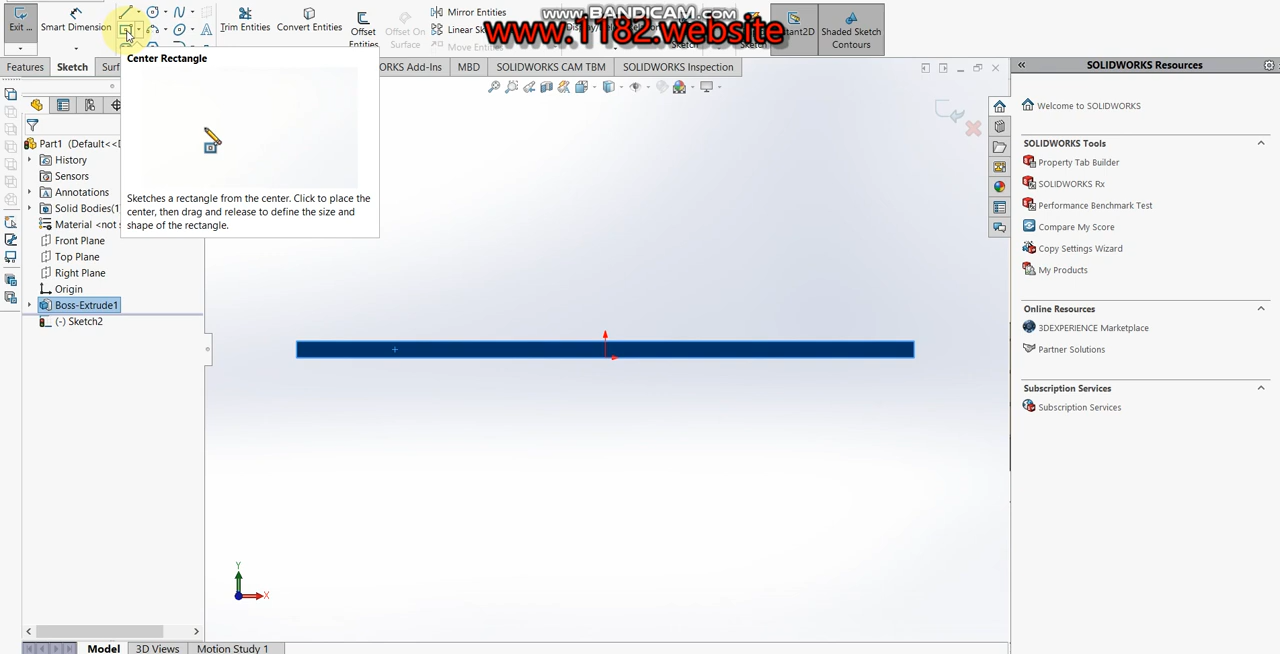 WWW.BANDICAM.COM
www.1182.website
Exit ...
Smart Dimension
Trim Entities
Convert Entities
Offset
Entities
Offset On
Surface
Mirror Entities
Linear Sk
Move Entities
Shaded Sketch
Contours
Features
Sketch
Surf
ORKS Add-Ins
MBD
SOLIDWORKS CAM TBM
SOLIDWORKS Inspection
Center Rectangle
Sketches a rectangle from the center. Click to place the
center, then drag and release to define the size and
shape of the rectangle.
Part1 (Default<<D
History
Sensors
Annotations
Solid Bodies(1
Material <not s
Front Plane
Top Plane
Right Plane
Origin
Boss-Extrude1
(-) Sketch2
Y
X
Model
3D Views
Motion Study 1
SOLIDWORKS Resources
Welcome to SOLIDWORKS
SOLIDWORKS Tools
Property Tab Builder
SOLIDWORKS Rx
Performance Benchmark Test
Compare My Score
Copy Settings Wizard
My Products
Online Resources
3DEXPERIENCE Marketplace
Partner Solutions
Subscription Services
Subscription Services